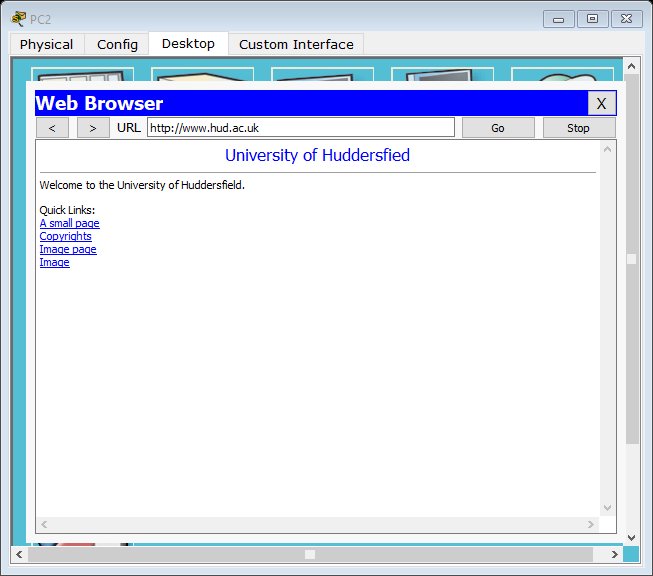 PC2
Physical Config Desktop Custom Interface
Web Browser X
< > URL http://www.hud.ac.uk Go Stop
University of Huddersfied
Welcome to the University of Huddersfield.
Quick Links:
A small page
Copyrights
Image page
Image